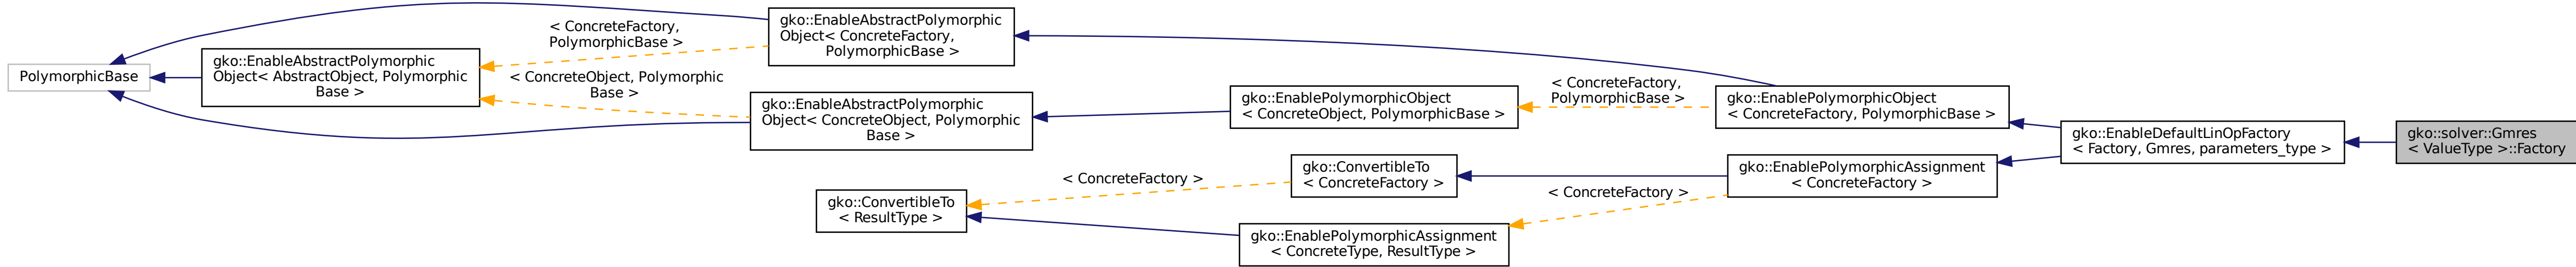 PolymorphicBase
gko::EnableAbstractPolymorphic
Object< AbstractObject, Polymorphic
Base >
< ConcreteFactory,
PolymorphicBase >
< ConcreteObject, Polymorphic
Base >
gko::EnableAbstractPolymorphic
Object< ConcreteFactory,
PolymorphicBase >
gko::EnableAbstractPolymorphic
Object< ConcreteObject, Polymorphic
Base >
gko::ConvertibleTo
< ResultType >
< ConcreteFactory >
gko::EnablePolymorphicObject
< ConcreteObject, PolymorphicBase >
gko::ConvertibleTo
< ConcreteFactory >
gko::EnablePolymorphicAssignment
< ConcreteType, ResultType >
< ConcreteFactory,
PolymorphicBase >
< ConcreteFactory >
gko::EnablePolymorphicObject
< ConcreteFactory, PolymorphicBase >
gko::EnablePolymorphicAssignment
< ConcreteFactory >
gko::EnableDefaultLinOpFactory
< Factory, Gmres, parameters_type >
gko::solver::Gmres
< ValueType >::Factory